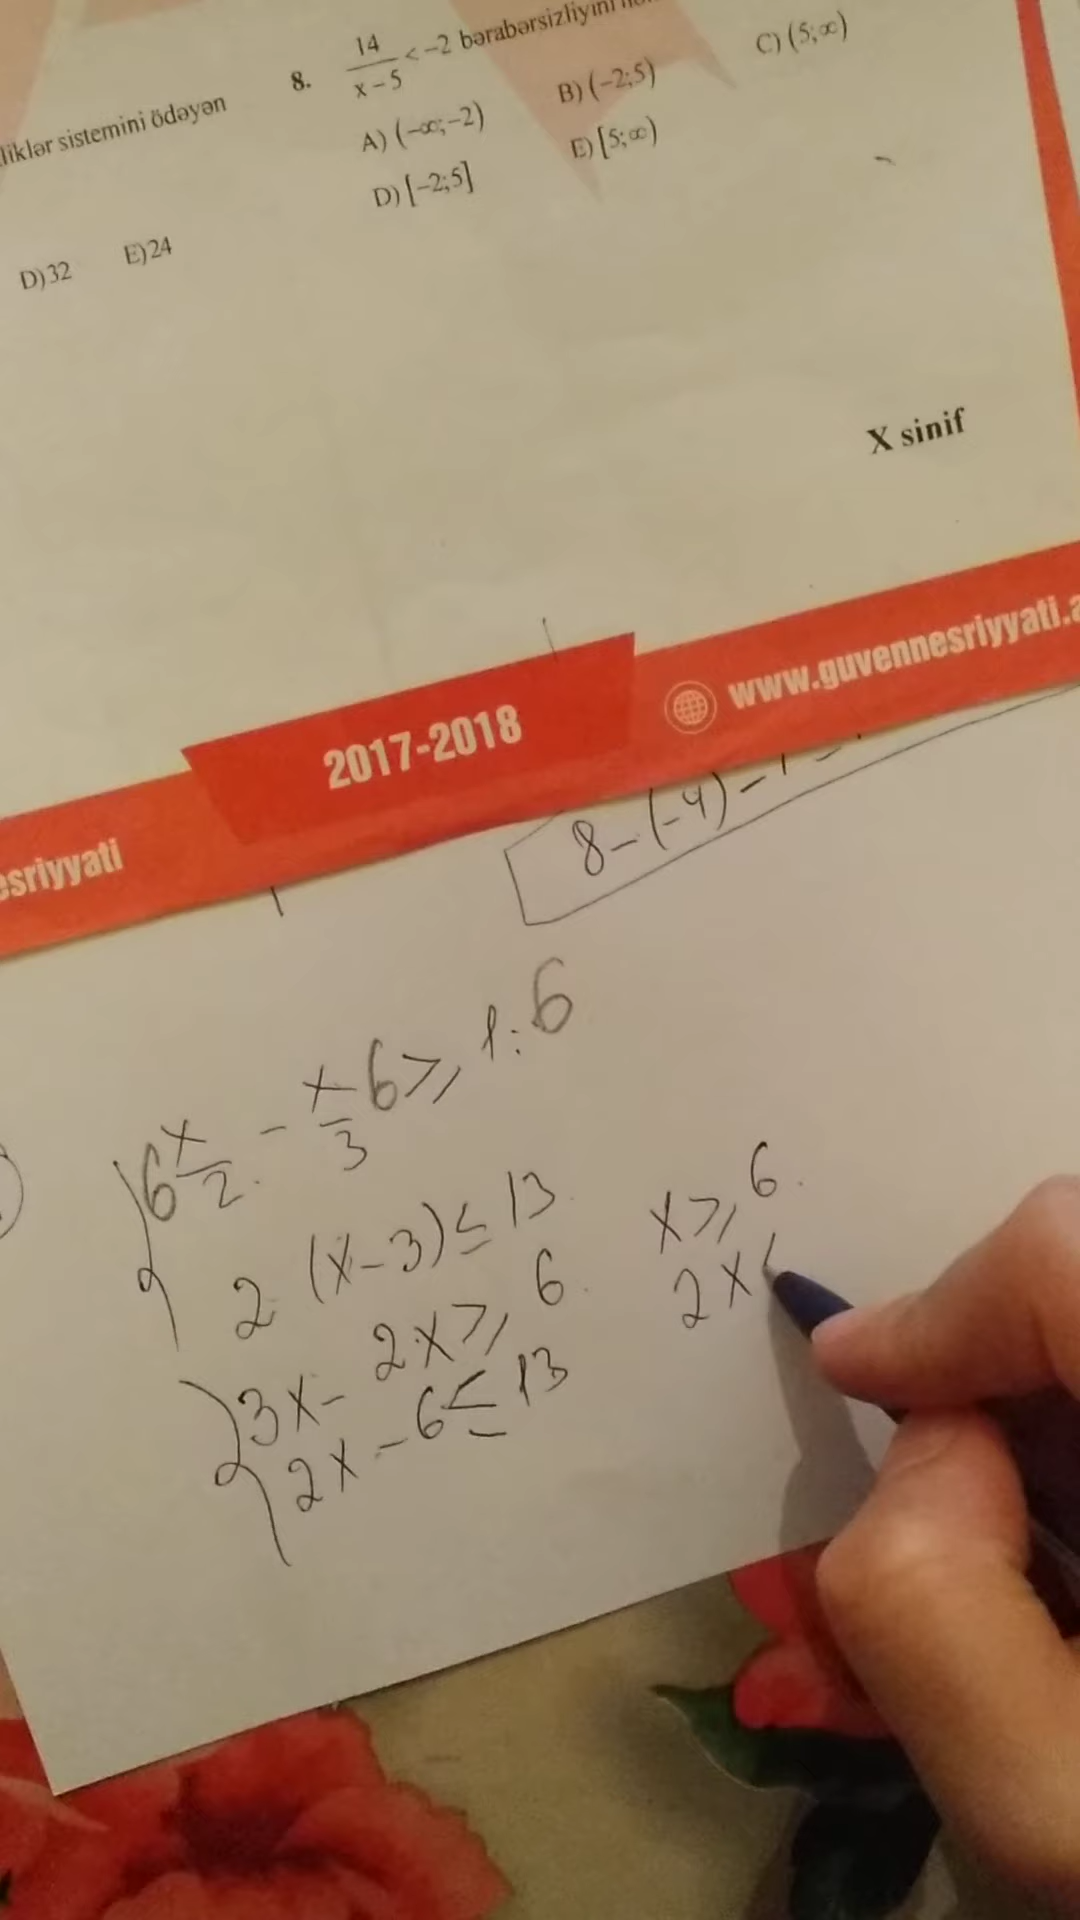 8. 14/(x-5) < -2 bərabərsizliyini
A) (-∞;-2) B) (-2;5) C) (5;∞)
D) [-2;5] E) [5;∞)
sistemini ödəyən
D)32 E)24
X sinif
2017-2018
www.guvennesriyyati.a
esriyyati
8-(-4)-
6 x/2 - x/3 6 ≥ 1·6
2 (x-3) ≤ 13
3x - 2x ≥ 6
2x - 6 ≤ 13
x ≥ 6
2x